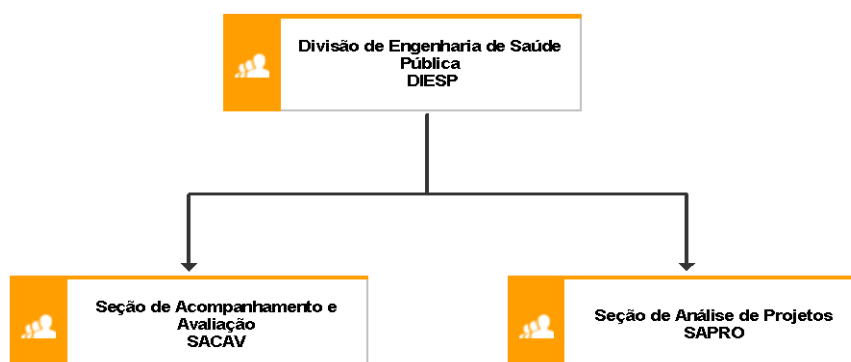 Divisão de Engenharia de Saúde
Pública
DIESP
Seção de Acompanhamento e
Avaliação
SACAV
Seção de Análise de Projetos
SAPRO